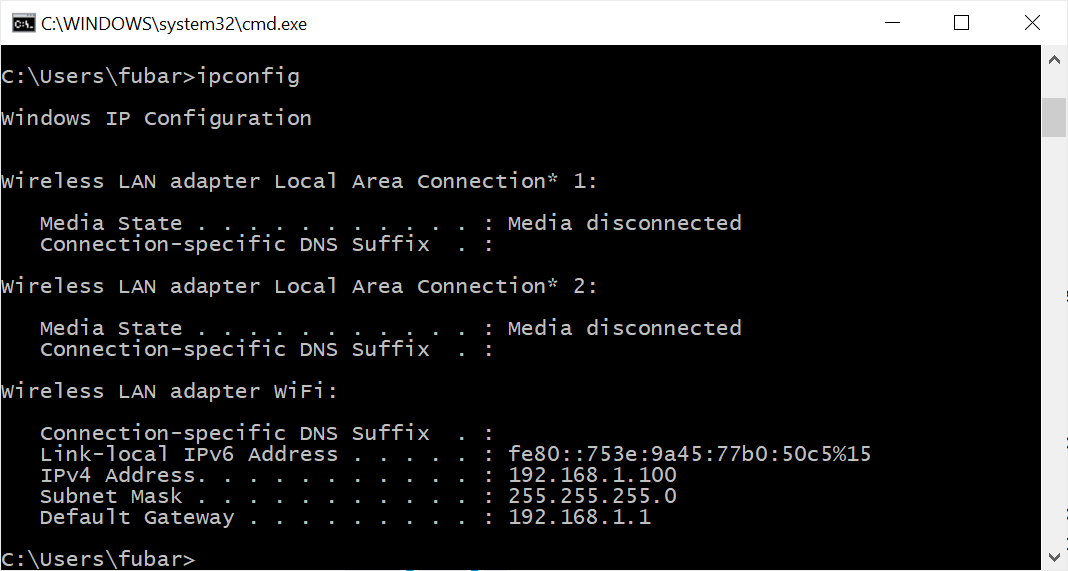 C:\WINDOWS\system32\cmd.exe
C:\Users\fubar>ipconfig
Windows IP Configuration
Wireless LAN adapter Local Area Connection* 1:
Media State . . . . . . . . . . . : Media disconnected
Connection-specific DNS Suffix  . :
Wireless LAN adapter Local Area Connection* 2:
Media State . . . . . . . . . . . : Media disconnected
Connection-specific DNS Suffix  . :
Wireless LAN adapter WiFi:
Connection-specific DNS Suffix  . :
Link-local IPv6 Address . . . . . : fe80::753e:9a45:77b0:50c5%15
IPv4 Address. . . . . . . . . . . : 192.168.1.100
Subnet Mask . . . . . . . . . . . : 255.255.255.0
Default Gateway . . . . . . . . . : 192.168.1.1
C:\Users\fubar>